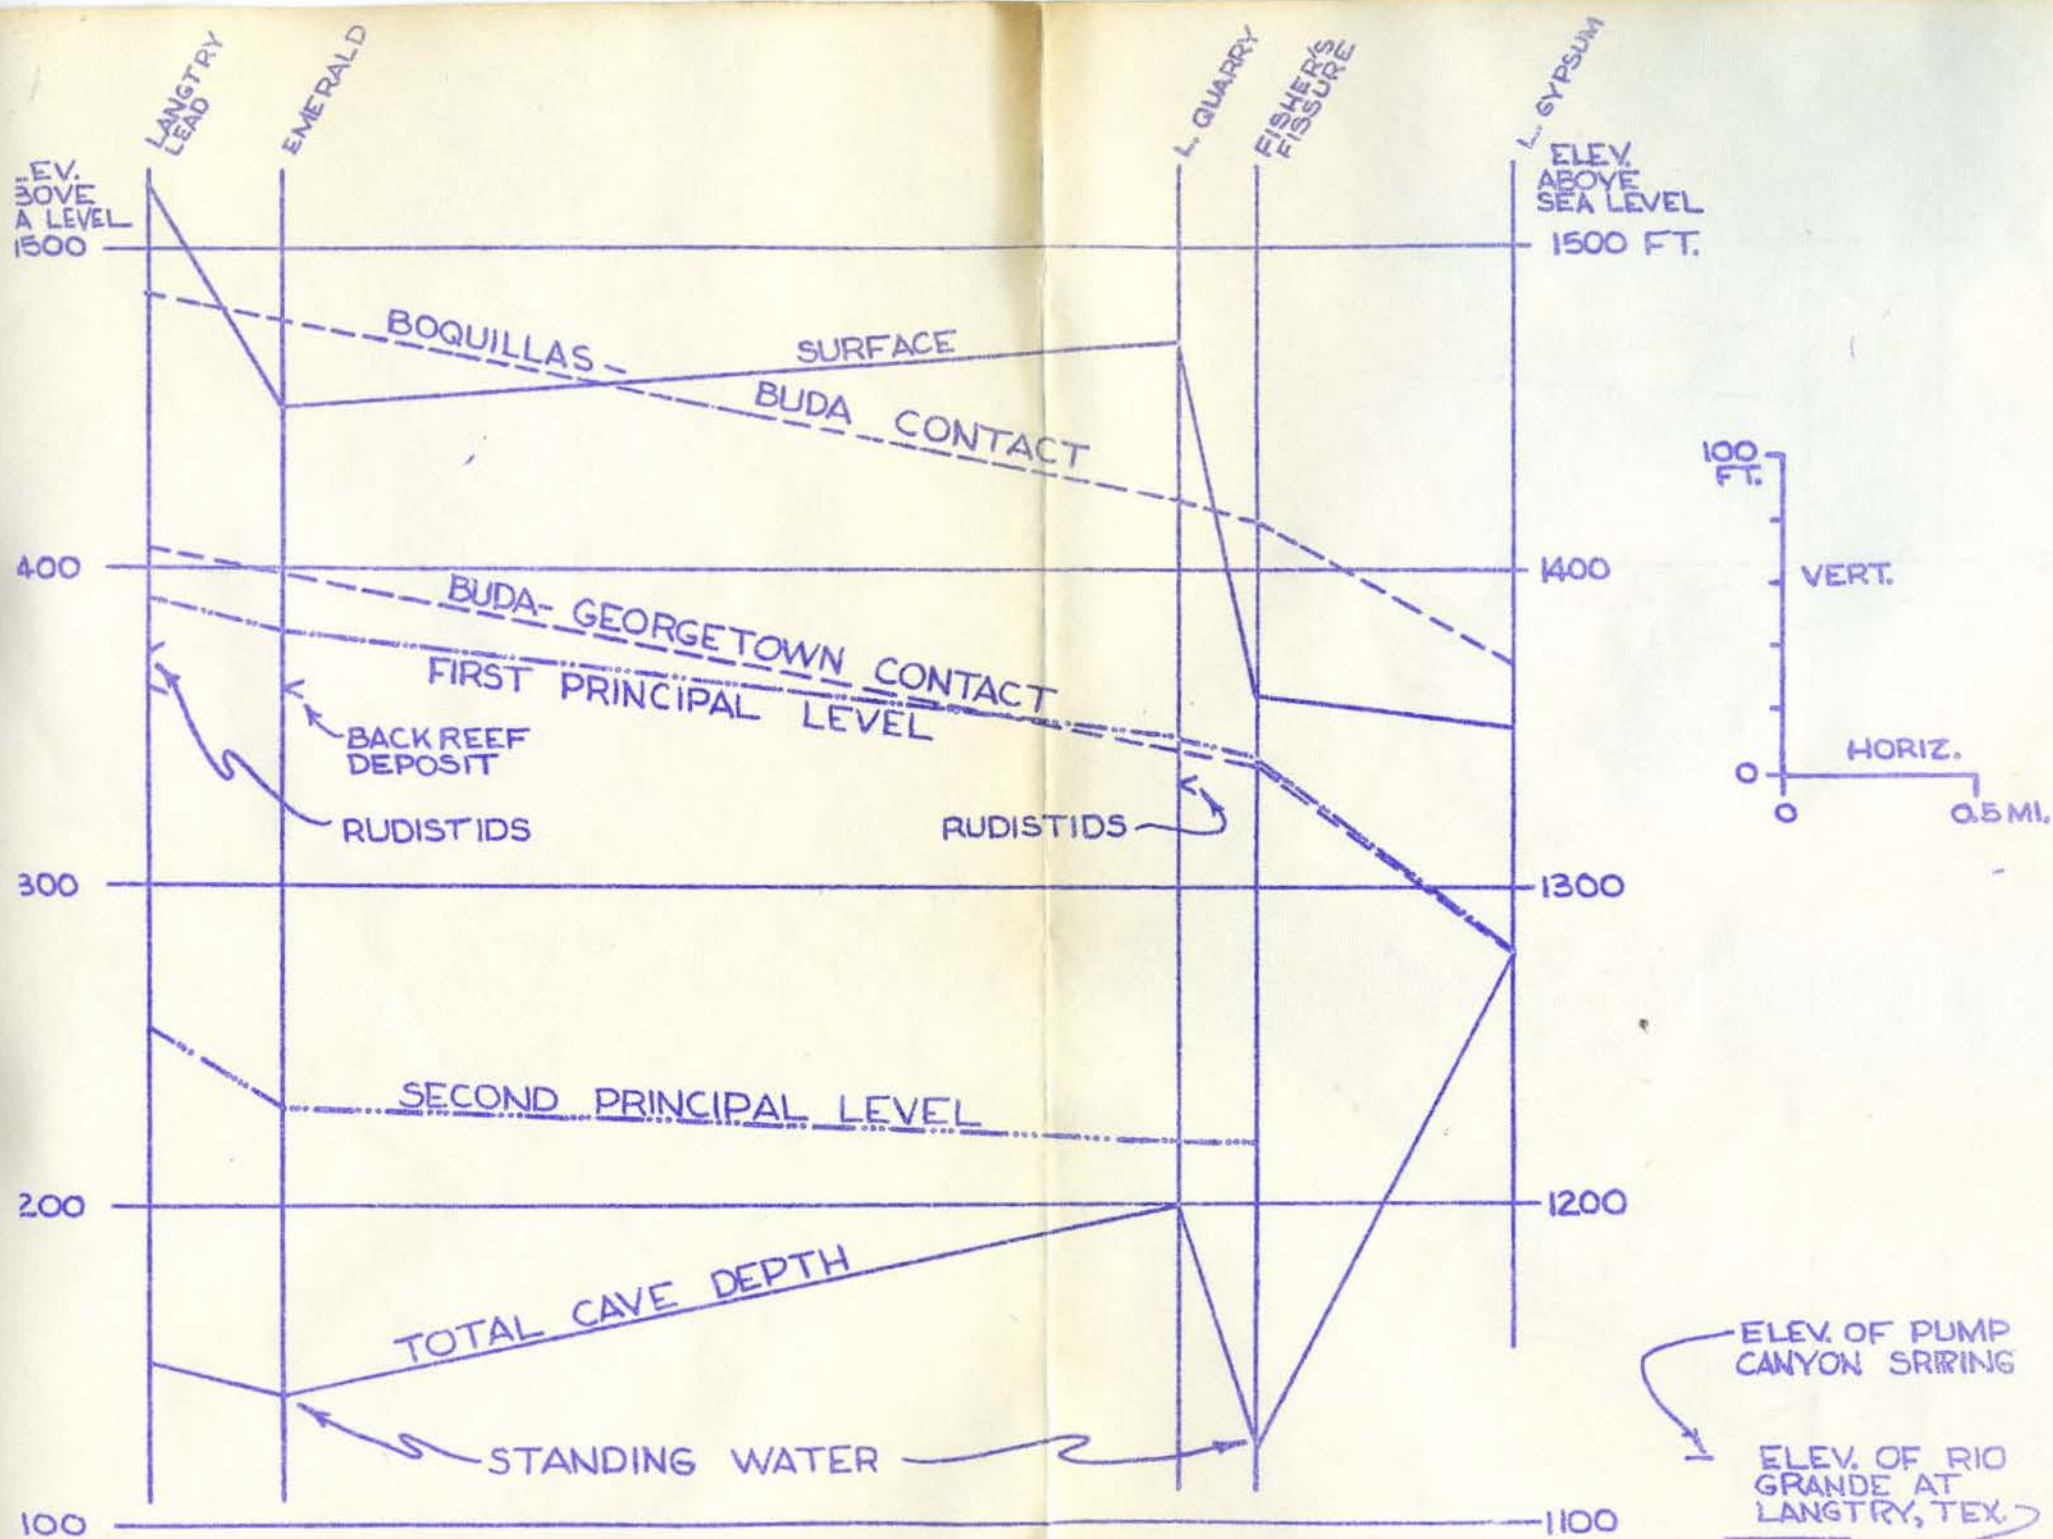 LANGTRY
LEAD
EMERALD
L. QUARRY
FISHER'S
FISSURE
L. GYPSUM
EV.
BOVE
A LEVEL
1500
ELEV.
ABOVE
SEA LEVEL
1500 FT.
BOQUILLAS-
SURFACE
BUDA CONTACT
100
FT.
VERT.
HORIZ.
0
0
0.5 MI.
400
1400
BUDA-GEORGETOWN CONTACT
FIRST PRINCIPAL LEVEL
BACK REEF
DEPOSIT
RUDISTIDS
RUDISTIDS
300
1300
SECOND PRINCIPAL LEVEL
200
1200
TOTAL CAVE DEPTH
STANDING WATER
ELEV. OF PUMP
CANYON SRRING
ELEV. OF RIO
GRANDE AT
LANGTRY, TEX.
100
1100